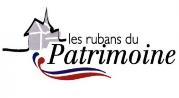 les rubans du
Patrimoine